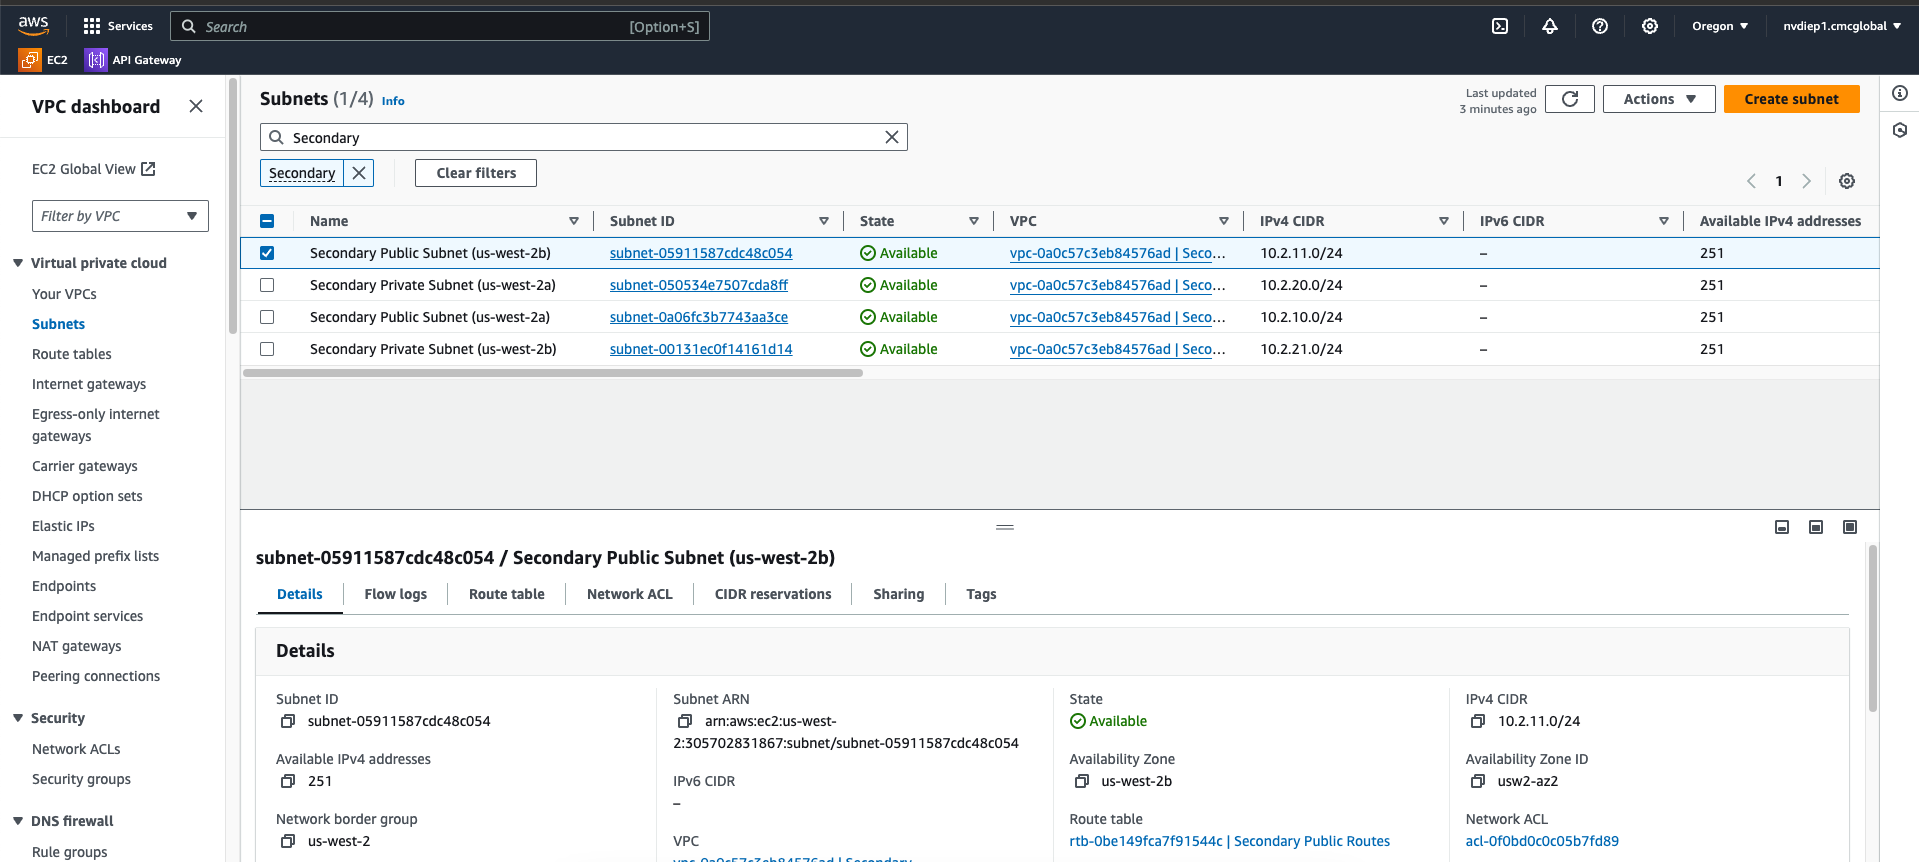 aws
Services
Search
[Option+S]
Oregon
nvdiep1.cmcglobal
EC2
API Gateway
VPC dashboard
EC2 Global View
Filter by VPC
Virtual private cloud
Your VPCs
Subnets
Route tables
Internet gateways
Egress-only internet
gateways
Carrier gateways
DHCP option sets
Elastic IPs
Managed prefix lists
Endpoints
Endpoint services
NAT gateways
Peering connections
Security
Network ACLs
Security groups
DNS firewall
Rule groups
Subnets (1/4) Info
Last updated
3 minutes ago
Actions
Create subnet
Secondary
Secondary
Clear filters
1
Name Subnet ID State VPC IPv4 CIDR IPv6 CIDR Available IPv4 addresses
Secondary Public Subnet (us-west-2b) subnet-05911587cdc48c054 Available vpc-0a0c57c3eb84576ad | Seco... 10.2.11.0/24 – 251
Secondary Private Subnet (us-west-2a) subnet-050534e7507cda8ff Available vpc-0a0c57c3eb84576ad | Seco... 10.2.20.0/24 – 251
Secondary Public Subnet (us-west-2a) subnet-0a06fc3b7743aa3ce Available vpc-0a0c57c3eb84576ad | Seco... 10.2.10.0/24 – 251
Secondary Private Subnet (us-west-2b) subnet-00131ec0f14161d14 Available vpc-0a0c57c3eb84576ad | Seco... 10.2.21.0/24 – 251
subnet-05911587cdc48c054 / Secondary Public Subnet (us-west-2b)
Details Flow logs Route table Network ACL CIDR reservations Sharing Tags
Details
Subnet ID
subnet-05911587cdc48c054
Available IPv4 addresses
251
Network border group
us-west-2
Subnet ARN
arn:aws:ec2:us-west-
2:305702831867:subnet/subnet-05911587cdc48c054
IPv6 CIDR
–
VPC
vpc-0a0c57c3eb84576ad | Secondary
State
Available
Availability Zone
us-west-2b
Route table
rtb-0be149fca7f91544c | Secondary Public Routes
IPv4 CIDR
10.2.11.0/24
Availability Zone ID
usw2-az2
Network ACL
acl-0f0bd0c0c05b7fd89